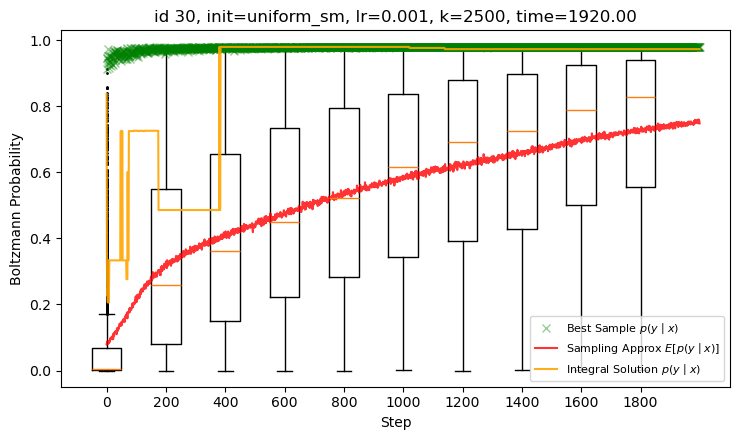 id 30, init=uniform_sm, lr=0.001, k=2500, time=1920.00
Boltzmann Probability
1.0
0.8
0.6
0.4
0.2
0.0
Best Sample p(y | x)
Sampling Approx E[p(y | x)]
Integral Solution p(y | x)
0 200 400 600 800 1000 1200 1400 1600 1800
Step